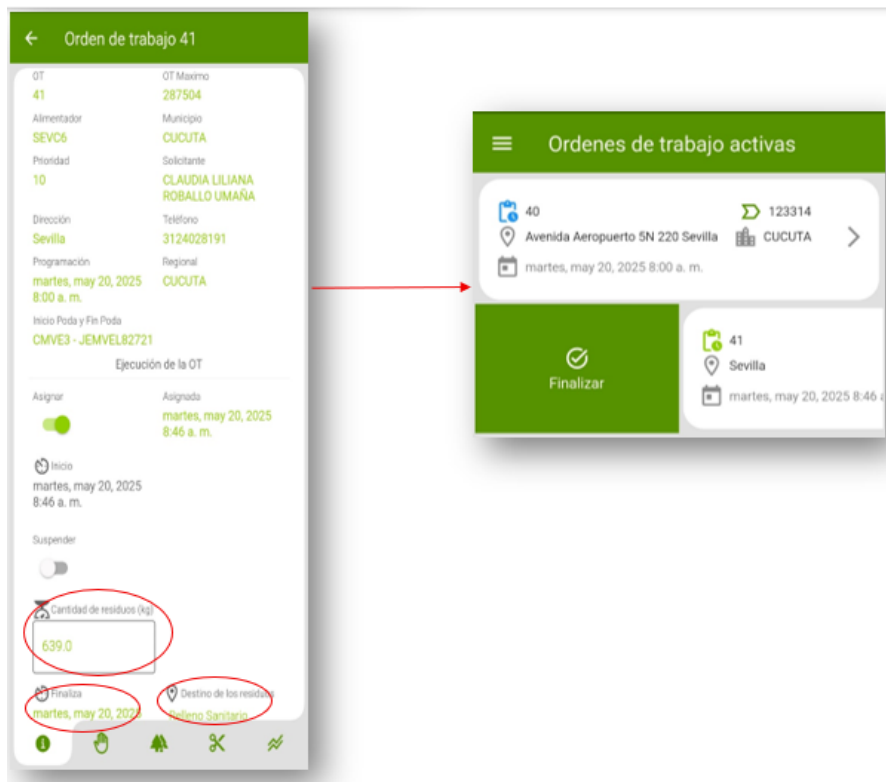 Orden de trabajo 41
OT
OT Maximo
41
287504
Alimentador
Municipio
SEVC6
CUCUTA
Prioridad
Solicitante
10
CLAUDIA LILIANA
ROBALLO UMAÑA
Dirección
Teléfono
Sevilla
3124028191
Programación
Regional
martes, may 20, 2025
8:00 a. m.
CUCUTA
Inicio Poda y Fin Poda
CMVE3 - JEMVEL82721
Ejecución de la OT
Asignar
Asignada
martes, may 20, 2025
8:46 a. m.
Inicio
martes, may 20, 2025
8:46 a. m.
Suspender
Cantidad de residuos (kg)
639.0
Finaliza
Destino de los residuos
martes, may 20, 2025
Relleno Sanitario
Ordenes de trabajo activas
40
123314
Avenida Aeropuerto 5N 220 Sevilla
CUCUTA
martes, may 20, 2025 8:00 a. m.
Finalizar
41
Sevilla
martes, may 20, 2025 8:46